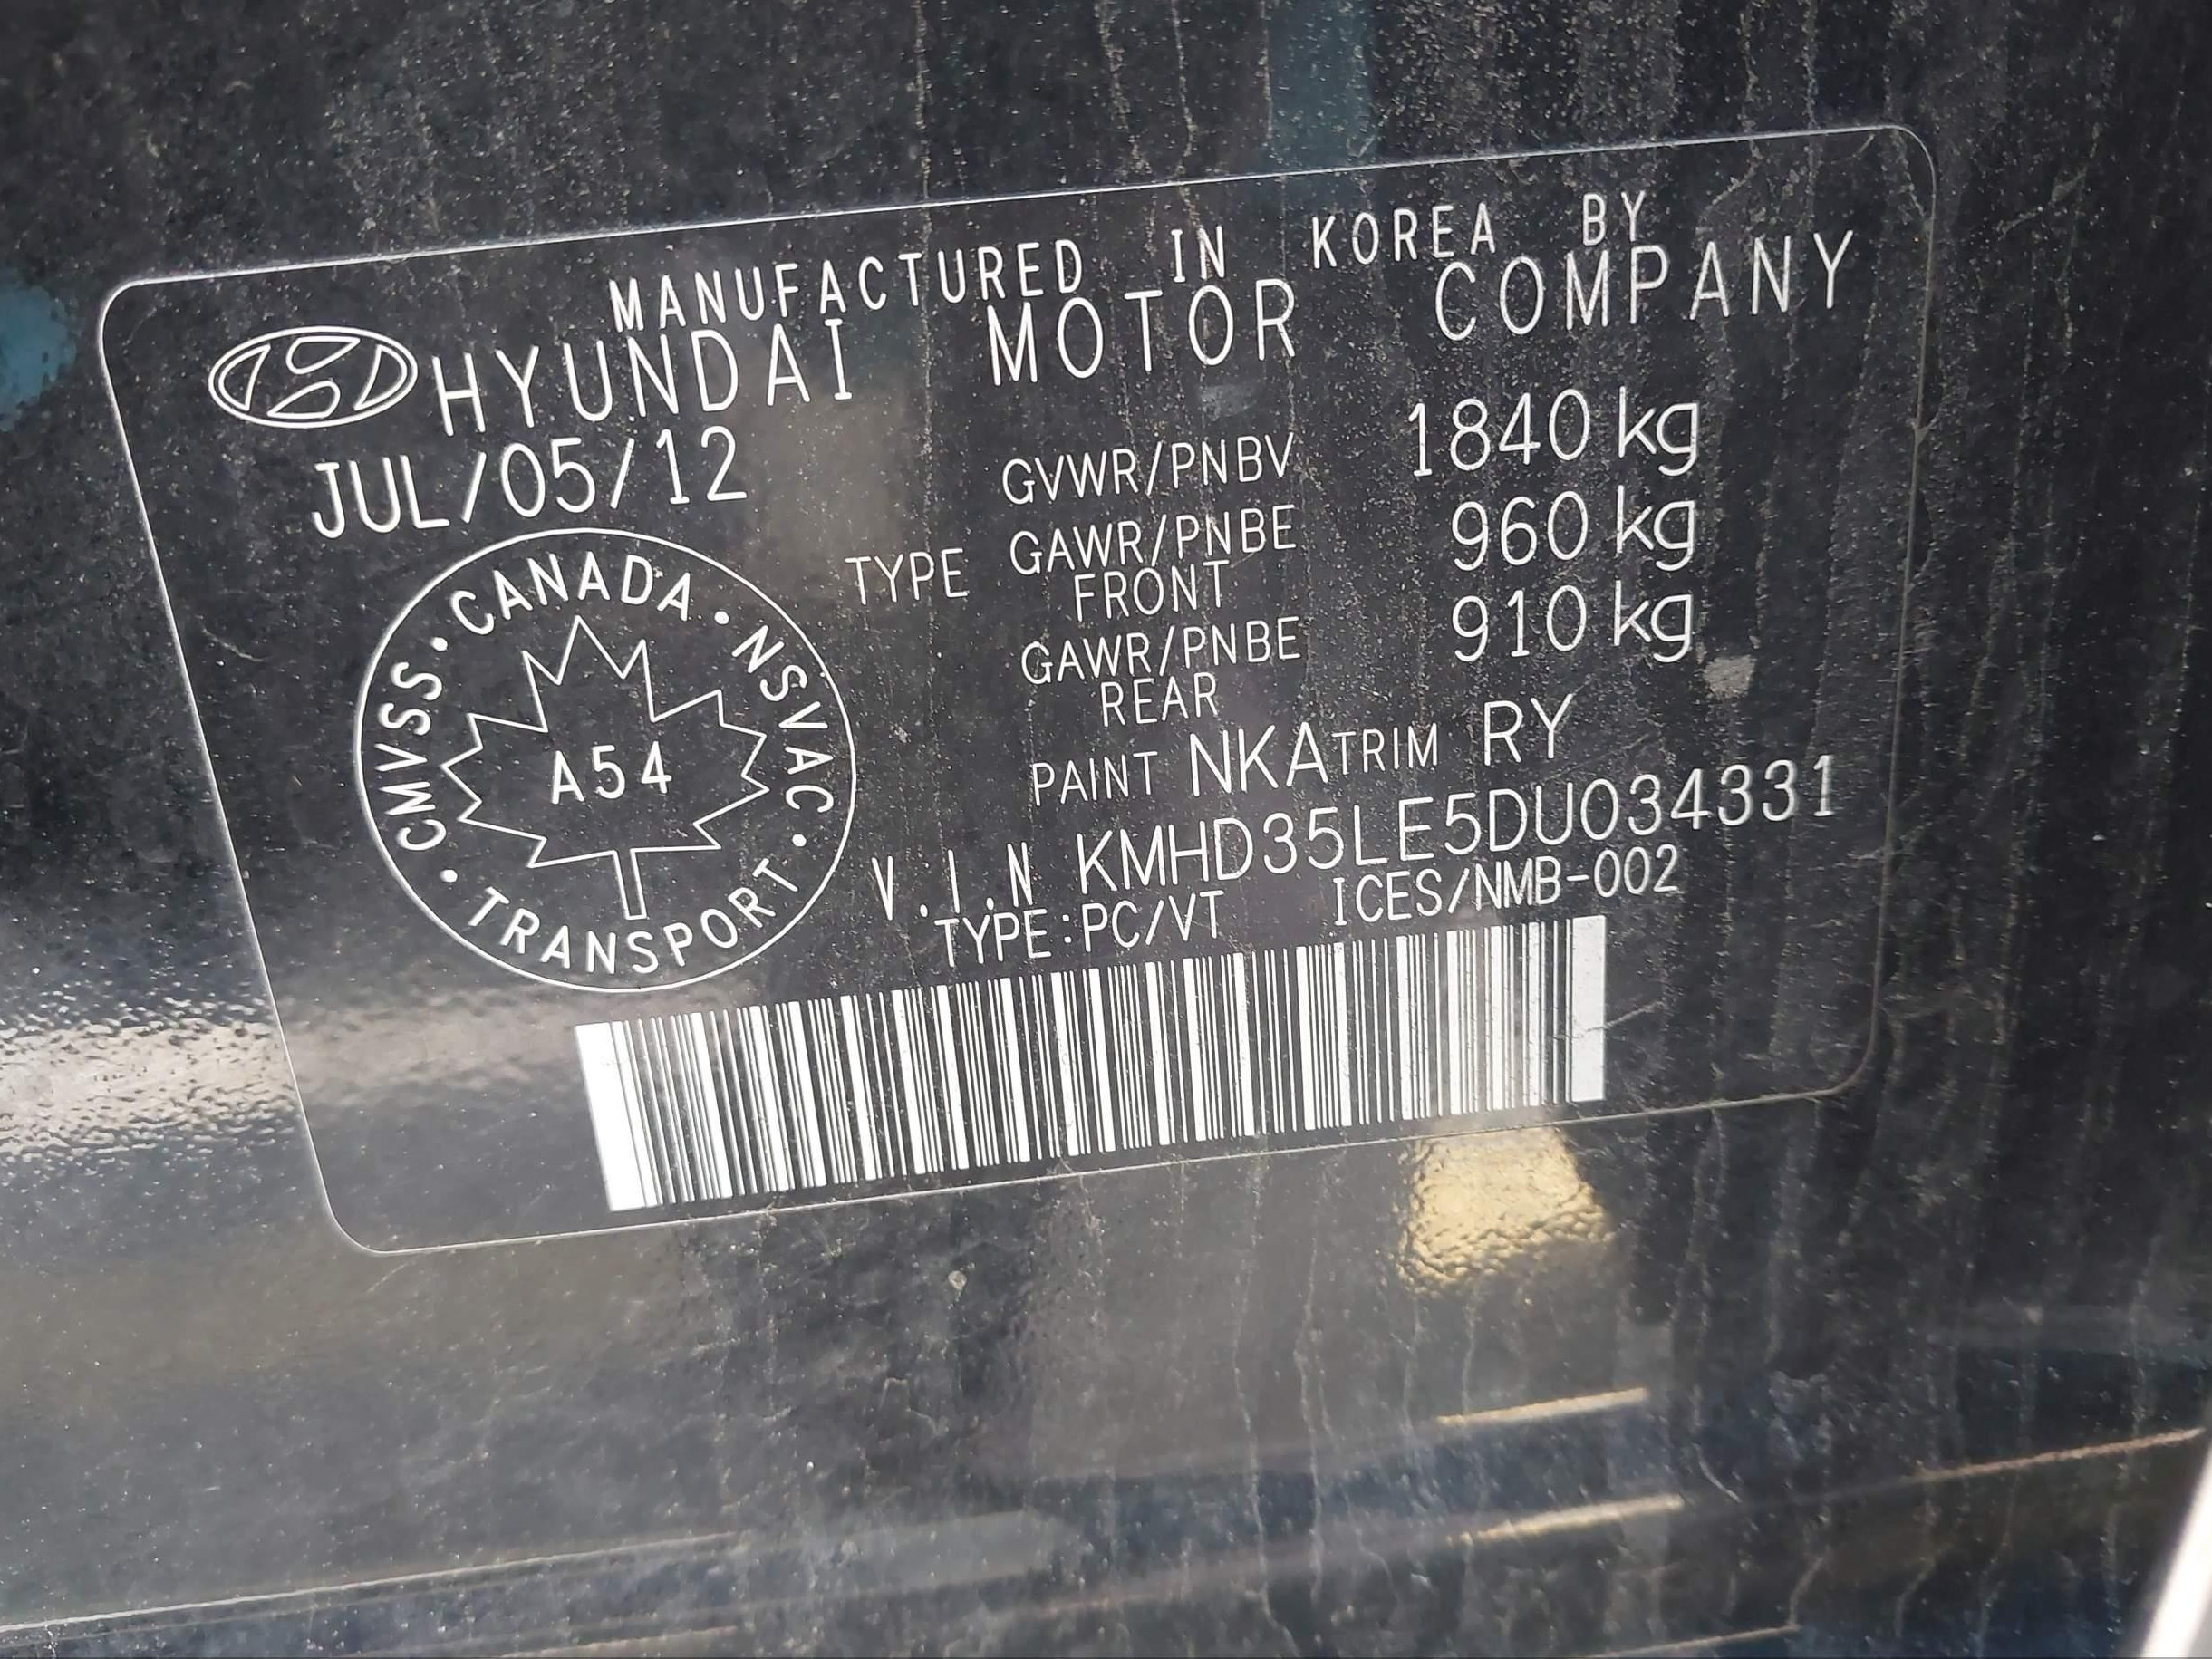 MANUFACTURED IN KOREA BY
HYUNDAI MOTOR COMPANY
JUL/05/12
GVWR/PNBV 1840 kg
TYPE GAWR/PNBE FRONT 960 kg
GAWR/PNBE REAR 910 kg
PAINT NKA TRIM RY
V.I.N KMHD35LE5DU034331
TYPE:PC/VT ICES/NMB-002
CMVSS · CANADA · NSVAC · TRANSPORT ·
A54